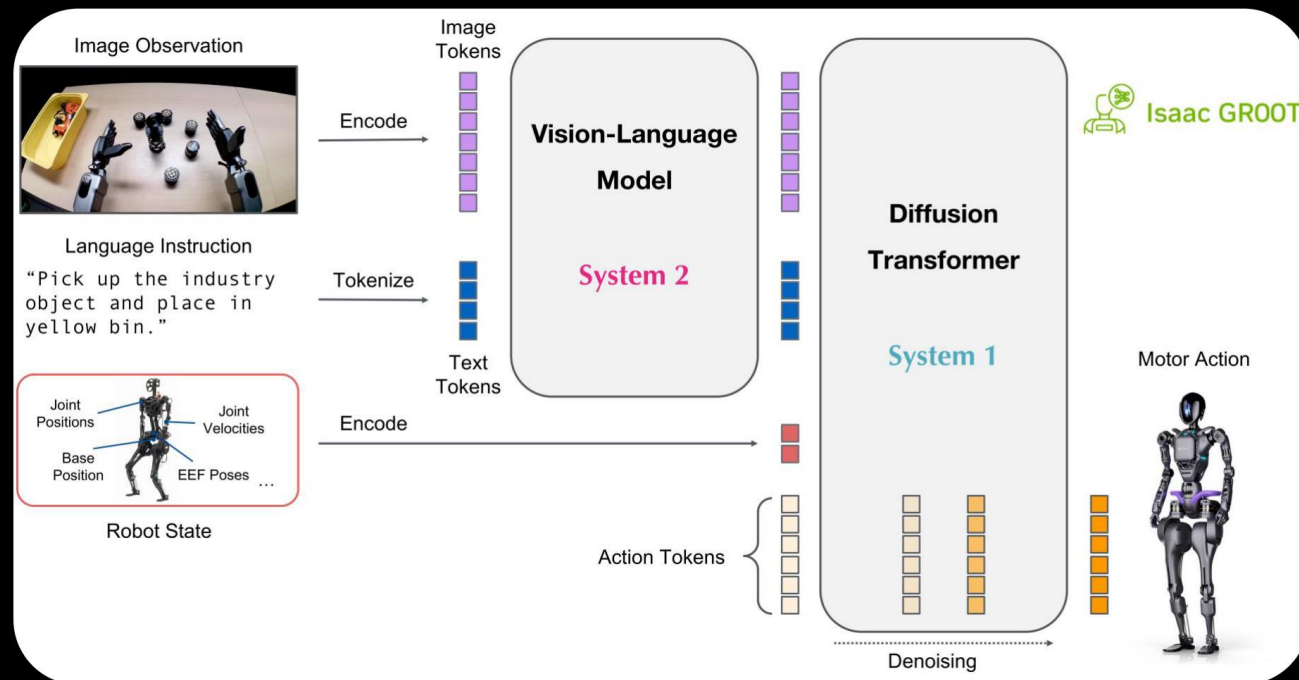 Image Observation
Encode
Image
Tokens
Vision-Language
Model
System 2
Language Instruction
“Pick up the industry
object and place in
yellow bin.”
Tokenize
Text
Tokens
Joint
Positions
Joint
Velocities
Base
Position
EEF Poses ...
Robot State
Encode
Action Tokens
Diffusion
Transformer
System 1
Denoising
Isaac GR00T
Motor Action